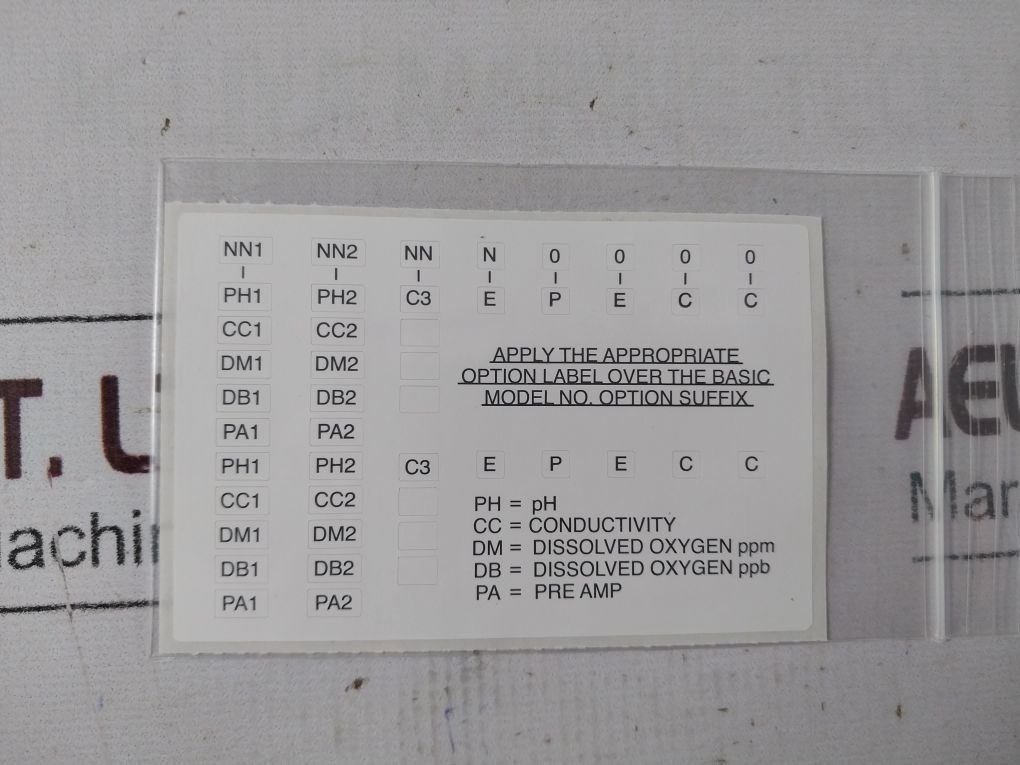 NN1 NN2 NN N 0 0 0 0
PH1 PH2 C3 E P E C C
CC1 CC2
DM1 DM2
DB1 DB2
PA1 PA2
APPLY THE APPROPRIATE
OPTION LABEL OVER THE BASIC
MODEL NO. OPTION SUFFIX
PH1 PH2 C3 E P E C C
CC1 CC2
DM1 DM2
DB1 DB2
PA1 PA2
PH = pH
CC = CONDUCTIVITY
DM = DISSOLVED OXYGEN ppm
DB = DISSOLVED OXYGEN ppb
PA = PRE AMP
T. U
achin
AEU
Mar